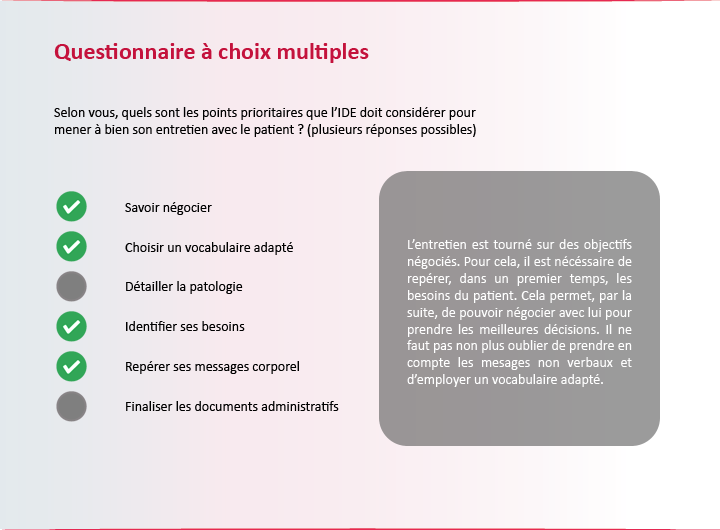 Questionnaire à choix multiples
Selon vous, quels sont les points prioritaires que l'IDE doit considérer pour
mener à bien son entretien avec le patient ? (plusieurs réponses possibles)
Savoir négocier
Choisir un vocabulaire adapté
Détailler la patologie
Identifier ses besoins
Repérer ses messages corporel
Finaliser les documents administratifs
L'entretien est tourné sur des objectifs
négociés. Pour cela, il est nécéssaire de
repérer, dans un premier temps, les
besoins du patient. Cela permet, par la
suite, de pouvoir négocier avec lui pour
prendre les meilleures décisions. Il ne
faut pas non plus oublier de prendre en
compte les mesages non verbaux et
d'employer un vocabulaire adapté.